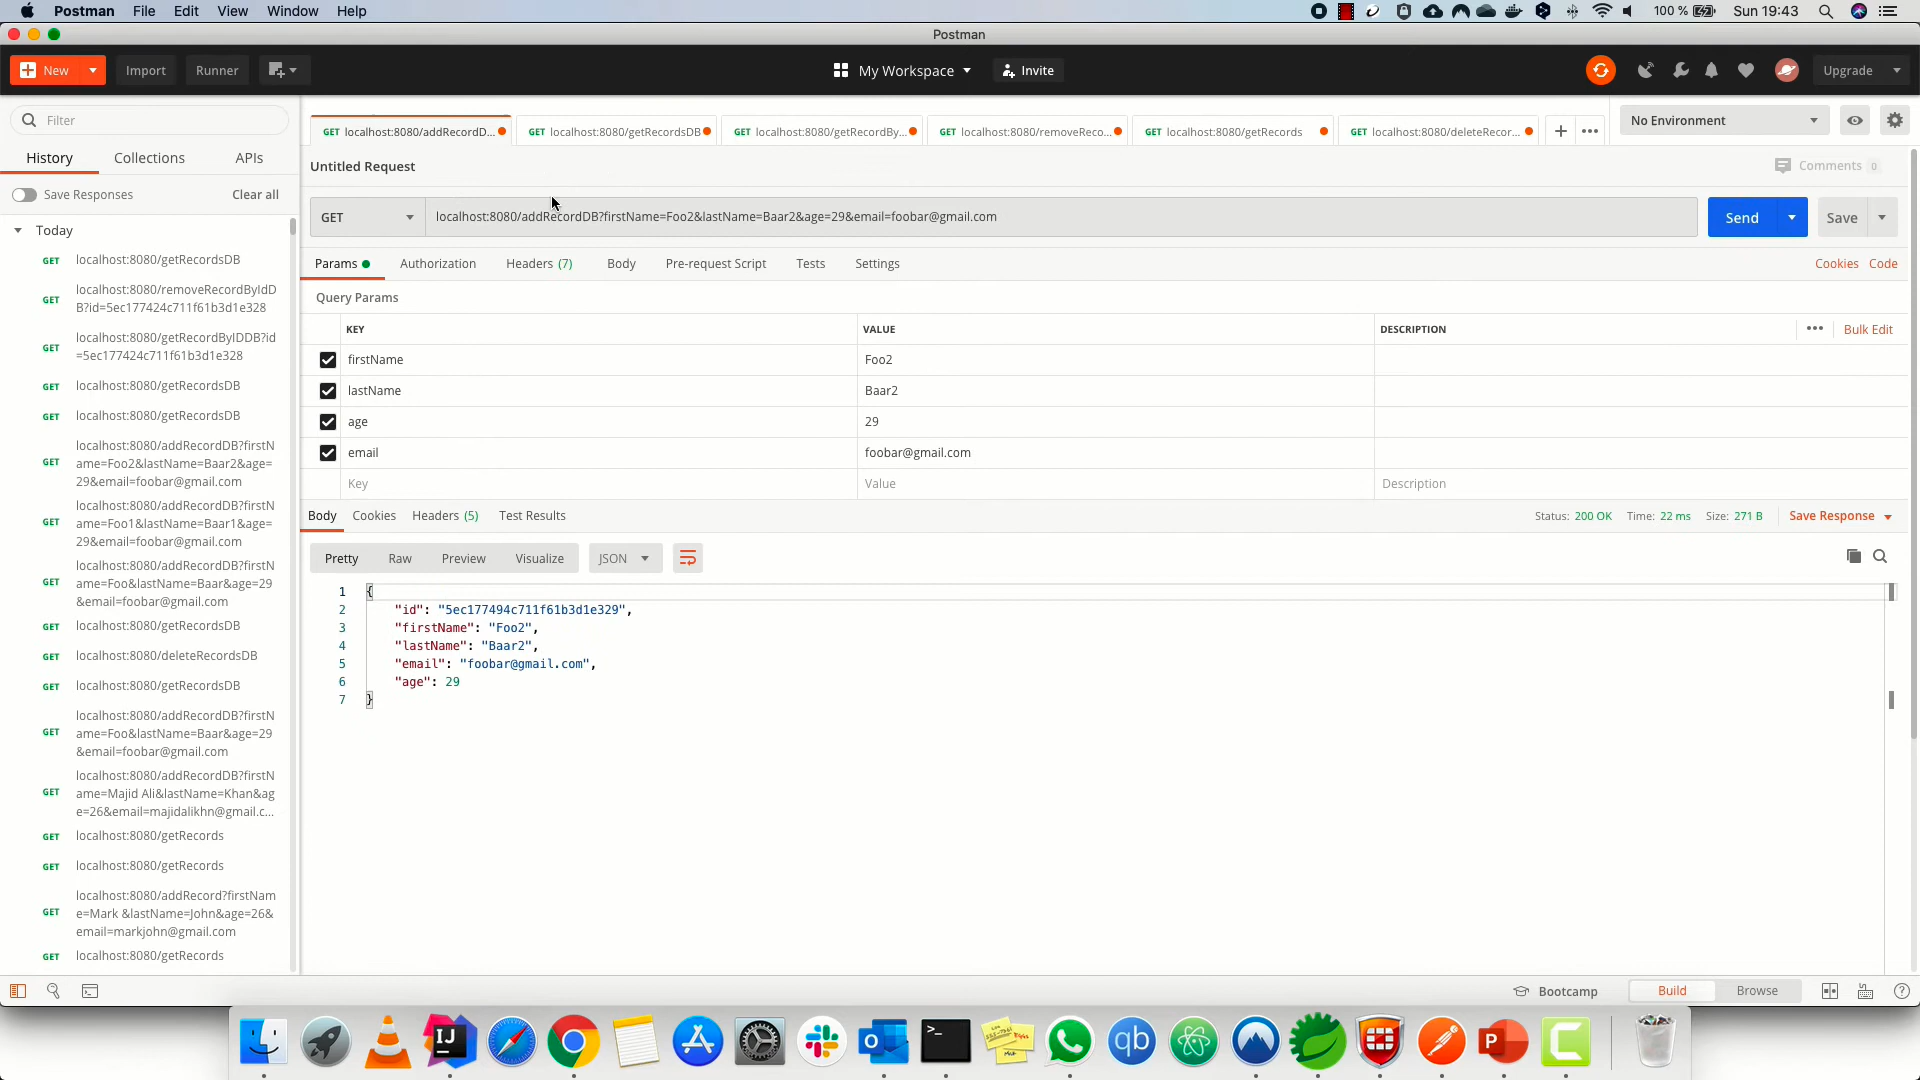 Postman File Edit View Window Help 100 % Sun 19:43
Postman
New Import Runner My Workspace Invite Upgrade
Filter
History Collections APIs
Save Responses Clear all
Today
GET localhost:8080/getRecordsDB
GET localhost:8080/removeRecordByIdD
B?id=5ec177424c711f61b3d1e328
GET localhost:8080/getRecordByIDDB?id
=5ec177424c711f61b3d1e328
GET localhost:8080/getRecordsDB
GET localhost:8080/getRecordsDB
GET localhost:8080/addRecordDB?firstN
ame=Foo2&lastName=Baar2&age=
29&email=foobar@gmail.com
GET localhost:8080/addRecordDB?firstN
ame=Foo1&lastName=Baar1&age=
29&email=foobar@gmail.com
GET localhost:8080/addRecordDB?firstN
ame=Foo&lastName=Baar&age=29
&email=foobar@gmail.com
GET localhost:8080/getRecordsDB
GET localhost:8080/deleteRecordsDB
GET localhost:8080/getRecordsDB
GET localhost:8080/addRecordDB?firstN
ame=Foo&lastName=Baar&age=29
&email=foobar@gmail.com
GET localhost:8080/addRecordDB?firstN
ame=Majid Ali&lastName=Khan&ag
e=26&email=majidalikhn@gmail.c...
GET localhost:8080/getRecords
GET localhost:8080/getRecords
GET localhost:8080/addRecord?firstNam
e=Mark &lastName=John&age=26&
email=markjohn@gmail.com
GET localhost:8080/getRecords
GET localhost:8080/addRecordD... GET localhost:8080/getRecordsDB GET localhost:8080/getRecordBy... GET localhost:8080/removeReco... GET localhost:8080/getRecords GET localhost:8080/deleteRecor... No Environment
Untitled Request Comments 0
GET localhost:8080/addRecordDB?firstName=Foo2&lastName=Baar2&age=29&email=foobar@gmail.com Send Save
Params Authorization Headers (7) Body Pre-request Script Tests Settings Cookies Code
Query Params
KEY VALUE DESCRIPTION Bulk Edit
firstName Foo2
lastName Baar2
age 29
email foobar@gmail.com
Key Value Description
Body Cookies Headers (5) Test Results Status: 200 OK Time: 22 ms Size: 271 B Save Response
Pretty Raw Preview Visualize JSON
1 {
2 "id": "5ec177494c711f61b3d1e329",
3 "firstName": "Foo2",
4 "lastName": "Baar2",
5 "email": "foobar@gmail.com",
6 "age": 29
7 }
Bootcamp Build Browse